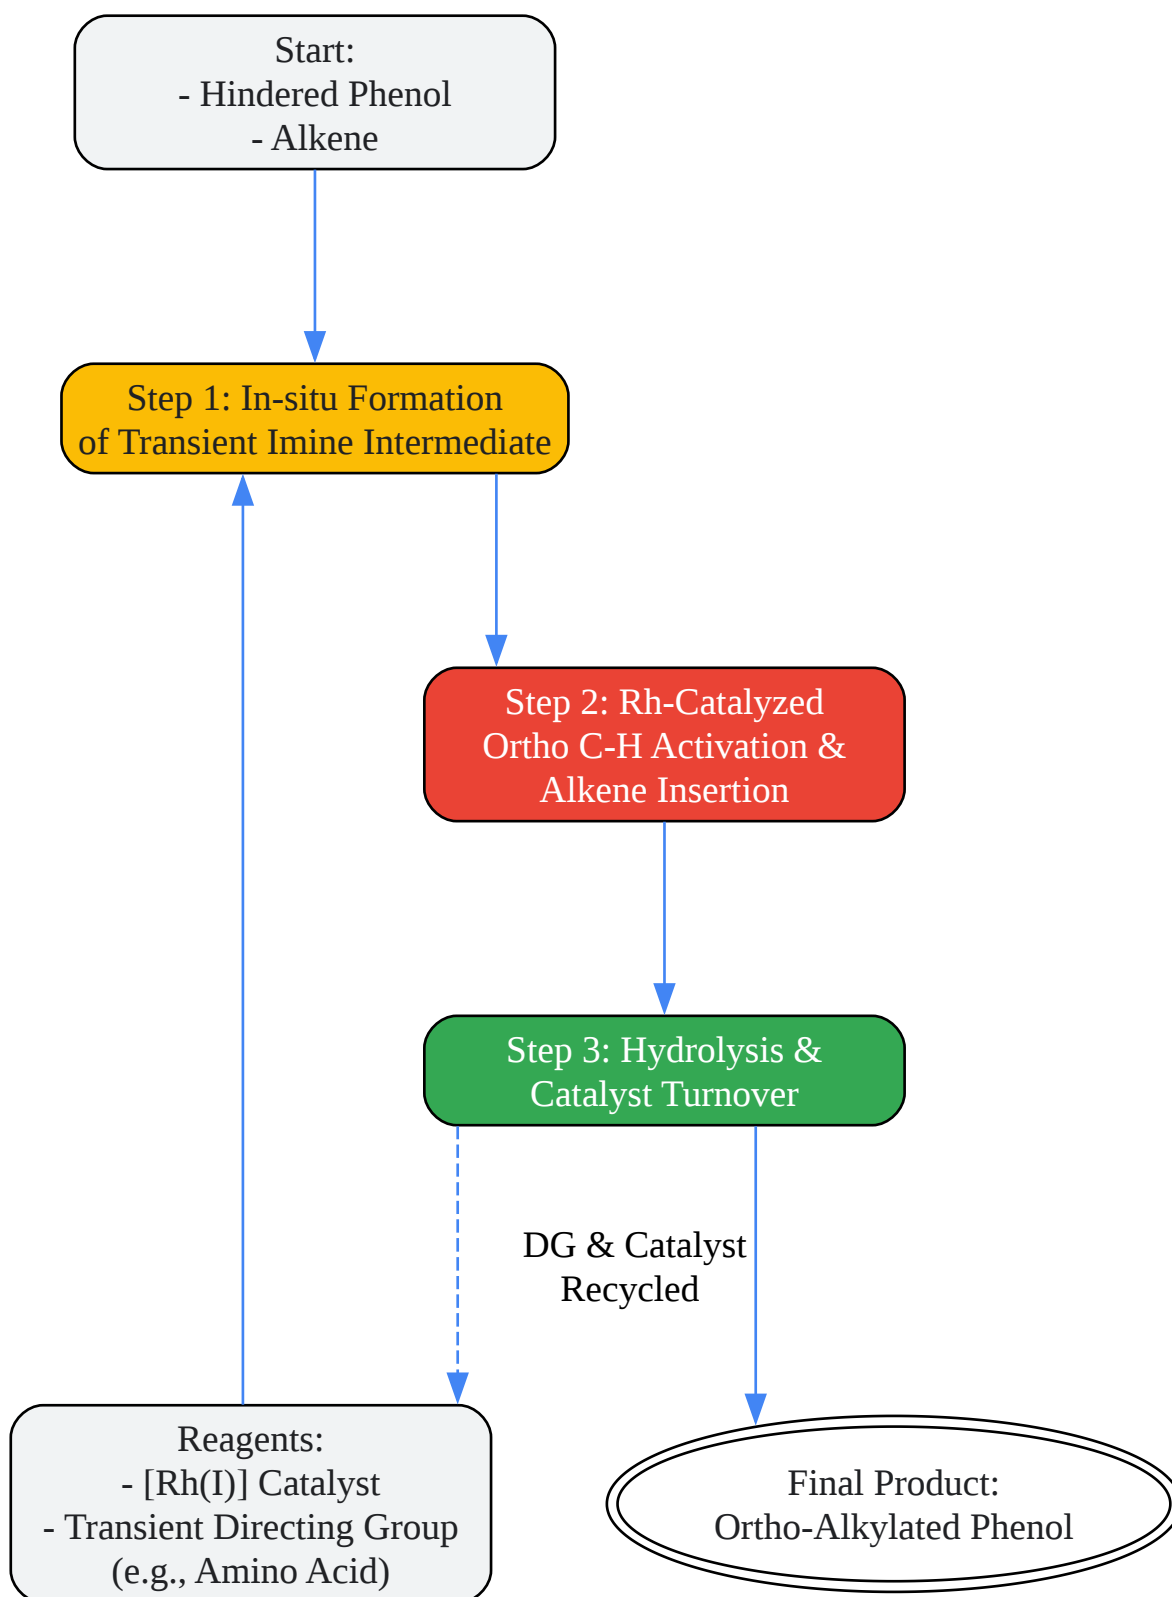 Start:
- Hindered Phenol
- Alkene
Step 1: In-situ Formation
of Transient Imine Intermediate
Step 2: Rh-Catalyzed
Ortho C-H Activation &
Alkene Insertion
Step 3: Hydrolysis &
Catalyst Turnover
DG & Catalyst
Recycled
Reagents:
- [Rh(I)] Catalyst
- Transient Directing Group
(e.g., Amino Acid)
Final Product:
Ortho-Alkylated Phenol